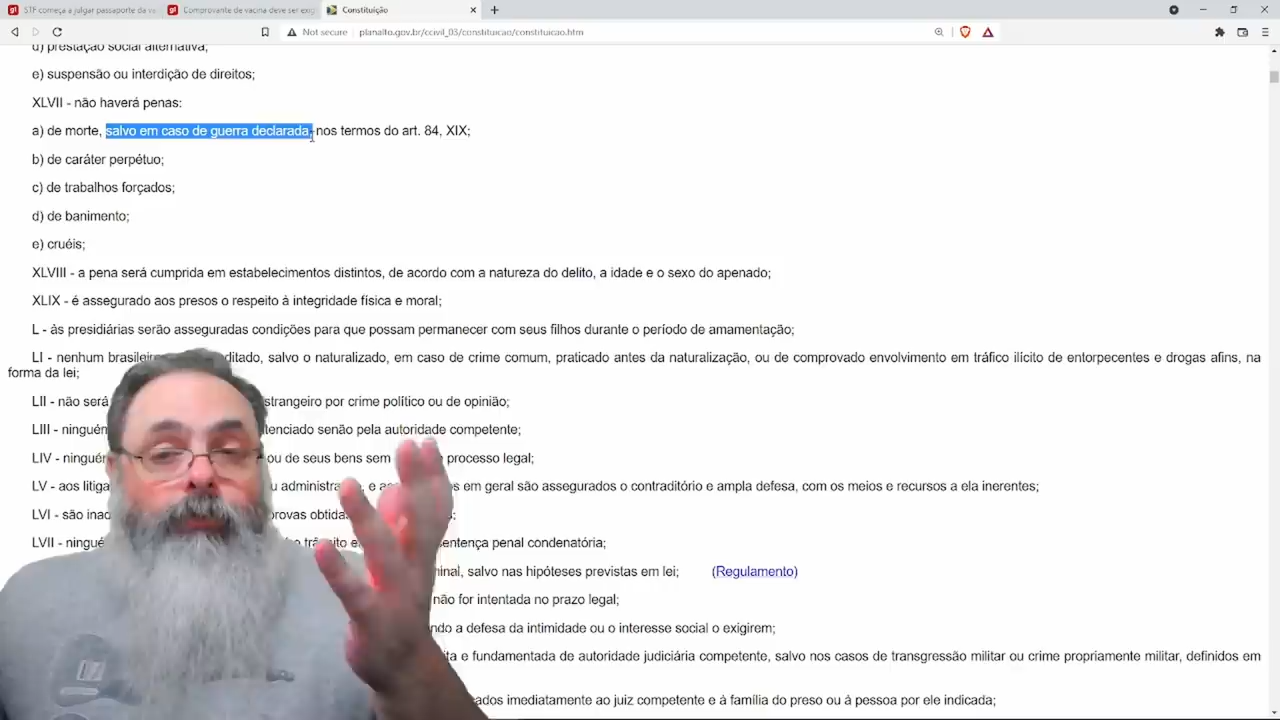 STF começa a julgar passaporte da va
Comprovante de vacina deve ser exig
Constituição
Not secure planalto.gov.br/ccivil_03/constituicao/constituicao.htm
d) prestação social alternativa;
e) suspensão ou interdição de direitos;
XLVII - não haverá penas:
a) de morte, salvo em caso de guerra declarada, nos termos do art. 84, XIX;
b) de caráter perpétuo;
c) de trabalhos forçados;
d) de banimento;
e) cruéis;
XLVIII - a pena será cumprida em estabelecimentos distintos, de acordo com a natureza do delito, a idade e o sexo do apenado;
XLIX - é assegurado aos presos o respeito à integridade física e moral;
L - às presidiárias serão asseguradas condições para que possam permanecer com seus filhos durante o período de amamentação;
LI - nenhum brasileiro ditado, salvo o naturalizado, em caso de crime comum, praticado antes da naturalização, ou de comprovado envolvimento em tráfico ilícito de entorpecentes e drogas afins, na
forma da lei;
LII - não será strangeiro por crime político ou de opinião;
LIII - ninguém tenciado senão pela autoridade competente;
LIV - ningué ou de seus bens sem processo legal;
LV - aos litiga u administra e a em geral são assegurados o contraditório e ampla defesa, com os meios e recursos a ela inerentes;
LVI - são inad provas obtida s;
LVII - ningué o trânsito e entença penal condenatória;
inal, salvo nas hipóteses previstas em lei; (Regulamento)
não for intentada no prazo legal;
ndo a defesa da intimidade ou o interesse social o exigirem;
ita e fundamentada de autoridade judiciária competente, salvo nos casos de transgressão militar ou crime propriamente militar, definidos em
ados imediatamente ao juiz competente e à família do preso ou à pessoa por ele indicada;